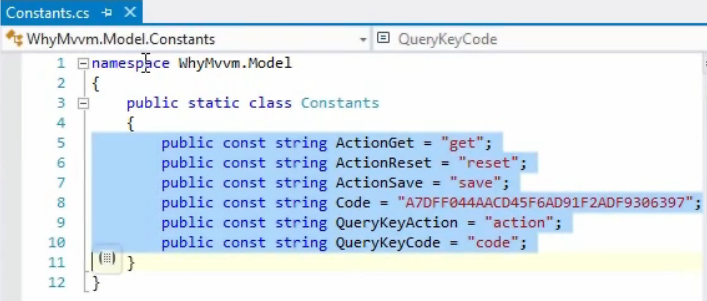 Constants.cs
WhyMvvm.Model.Constants QueryKeyCode
1 namespace WhyMvvm.Model
2 {
3 public static class Constants
4 {
5 public const string ActionGet = "get";
6 public const string ActionReset = "reset";
7 public const string ActionSave = "save";
8 public const string Code = "A7DFF044AACD45F6AD91F2ADF9306397";
9 public const string QueryKeyAction = "action";
10 public const string QueryKeyCode = "code";
11 }
12 }